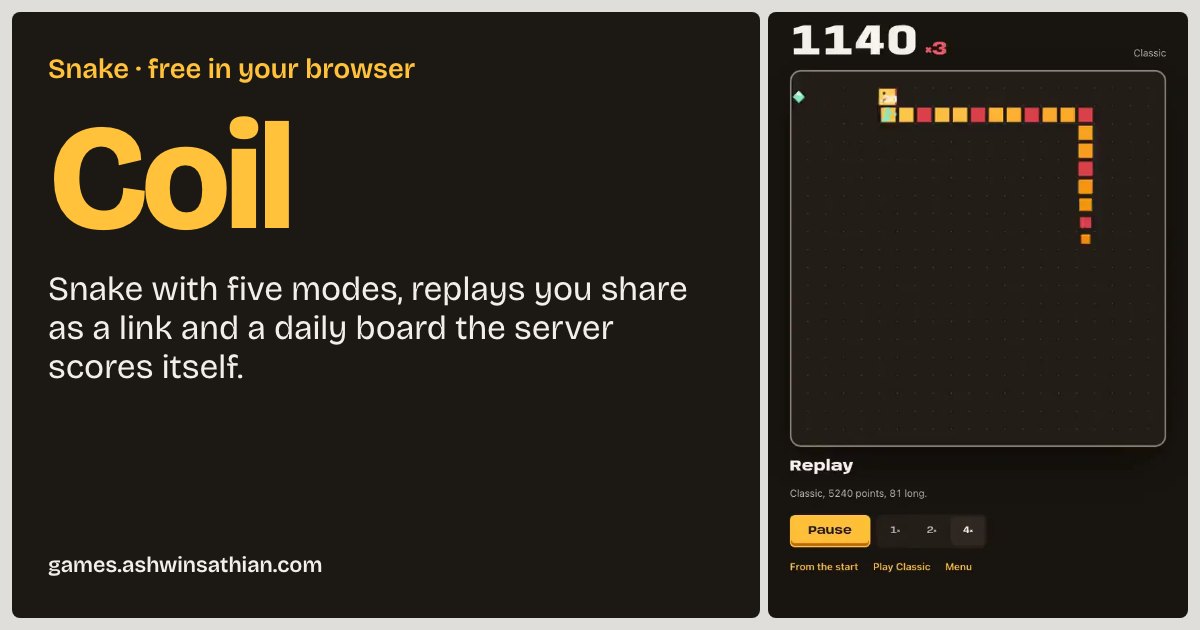 Snake · free in your browser
Coil
Snake with five modes, replays you share
as a link and a daily board the server
scores itself.
games.ashwinsathian.com
1140 ×3
Classic
Replay
Classic, 5240 points, 81 long.
Pause 1× 2× 4×
From the start Play Classic Menu